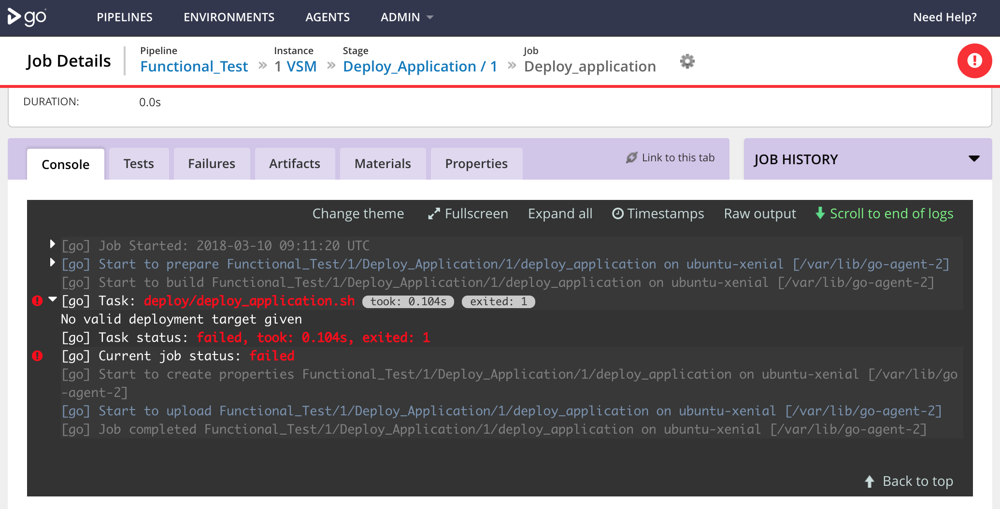 go PIPELINES ENVIRONMENTS AGENTS ADMIN Need Help?
Job Details
Pipeline Instance Stage Job
Functional_Test » 1 VSM » Deploy_Application / 1 » Deploy_application
DURATION: 0.0s
Console Tests Failures Artifacts Materials Properties Link to this tab JOB HISTORY
Change theme Fullscreen Expand all Timestamps Raw output Scroll to end of logs
[go] Job Started: 2018-03-10 09:11:20 UTC
[go] Start to prepare Functional_Test/1/Deploy_Application/1/deploy_application on ubuntu-xenial [/var/lib/go-agent-2]
[go] Start to build Functional_Test/1/Deploy_Application/1/deploy_application on ubuntu-xenial [/var/lib/go-agent-2]
[go] Task: deploy/deploy_application.sh took: 0.104s exited: 1
No valid deployment target given
[go] Task status: failed, took: 0.104s, exited: 1
[go] Current job status: failed
[go] Start to create properties Functional_Test/1/Deploy_Application/1/deploy_application on ubuntu-xenial [/var/lib/go
-agent-2]
[go] Start to upload Functional_Test/1/Deploy_Application/1/deploy_application on ubuntu-xenial [/var/lib/go-agent-2]
[go] Job completed Functional_Test/1/Deploy_Application/1/deploy_application on ubuntu-xenial [/var/lib/go-agent-2]
Back to top